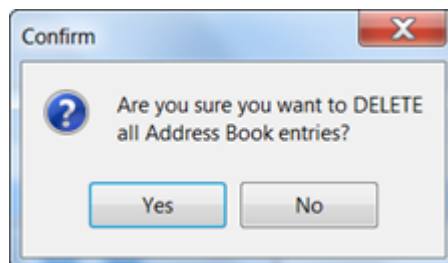 Confirm
Are you sure you want to DELETE
all Address Book entries?
Yes
No